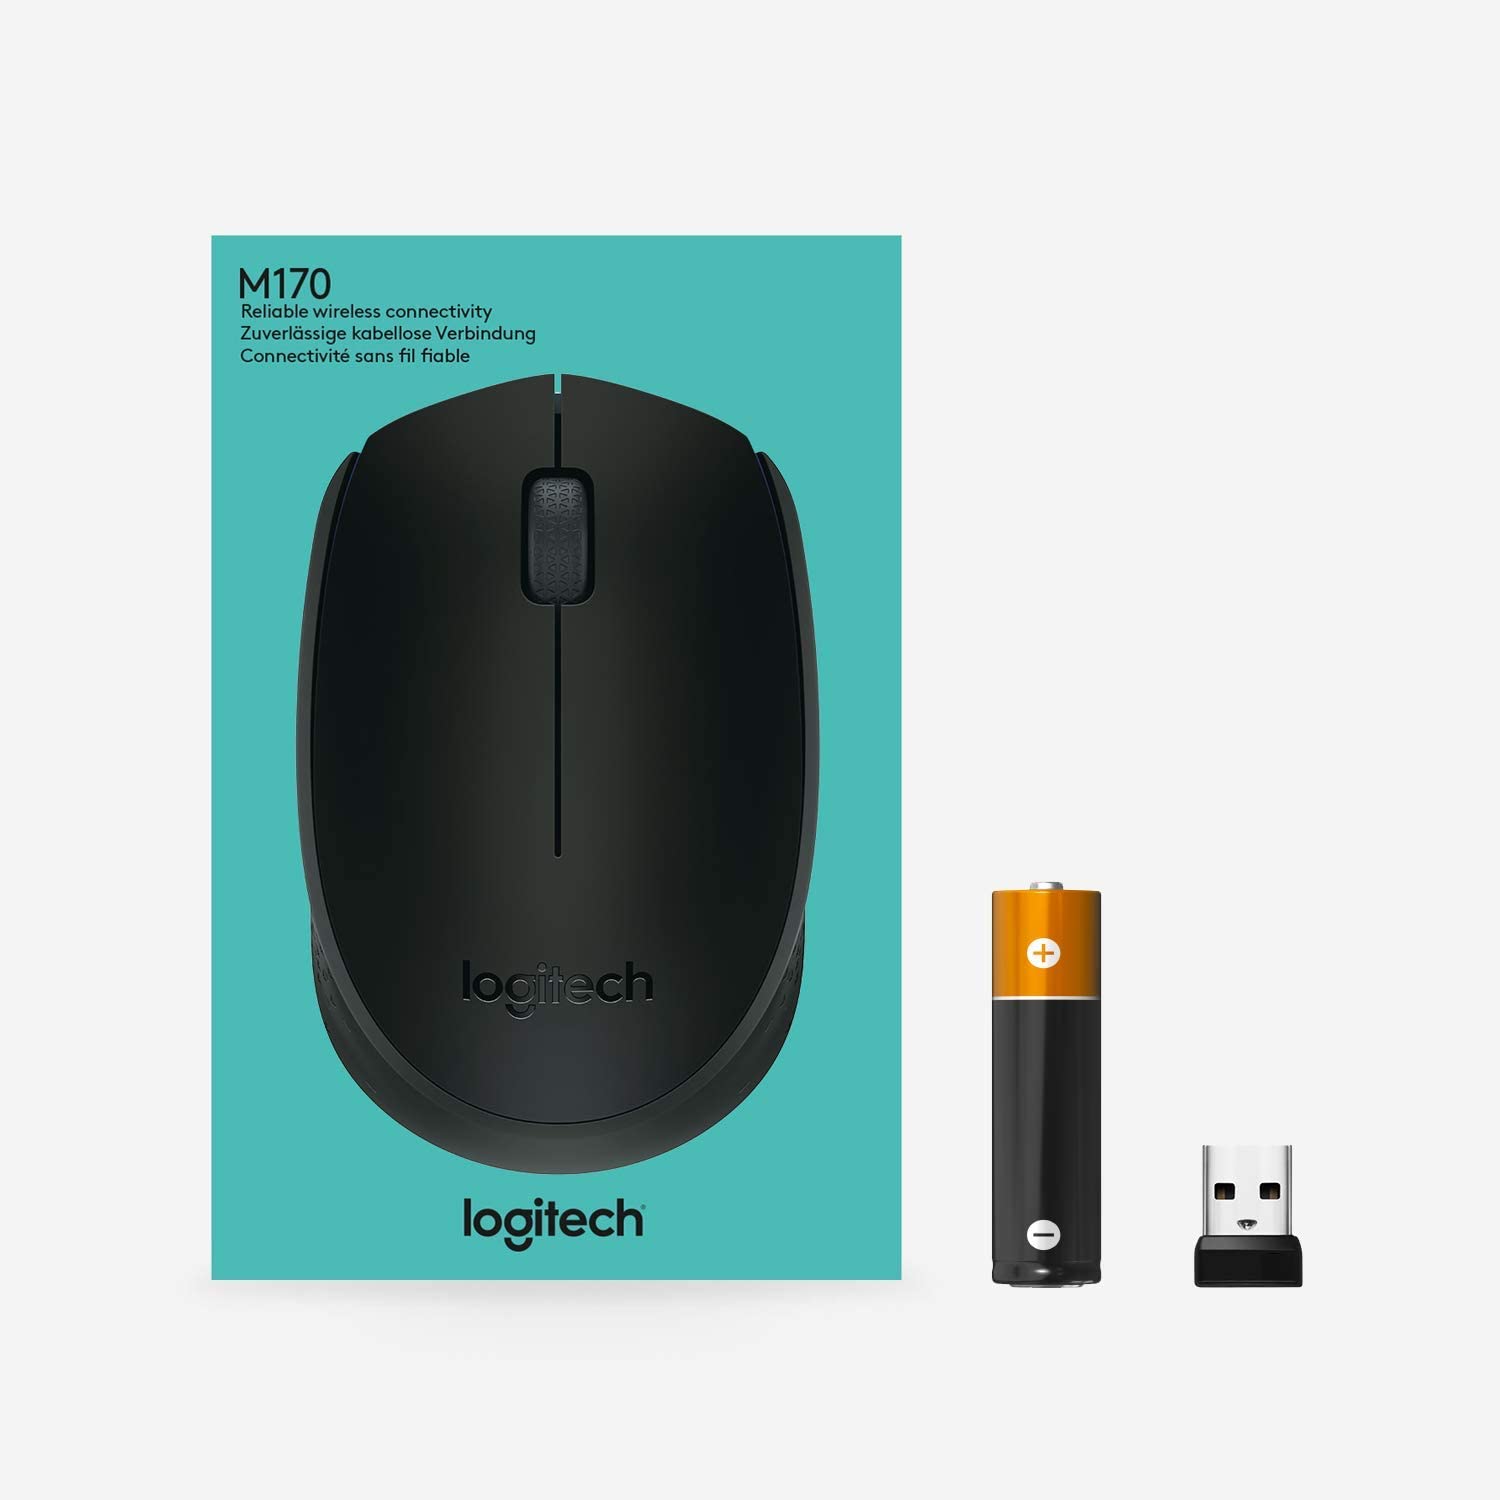 M170
Reliable wireless connectivity
Zuverlässige kabellose Verbindung
Connectivité sans fil fiable
logitech
logitech
+
−